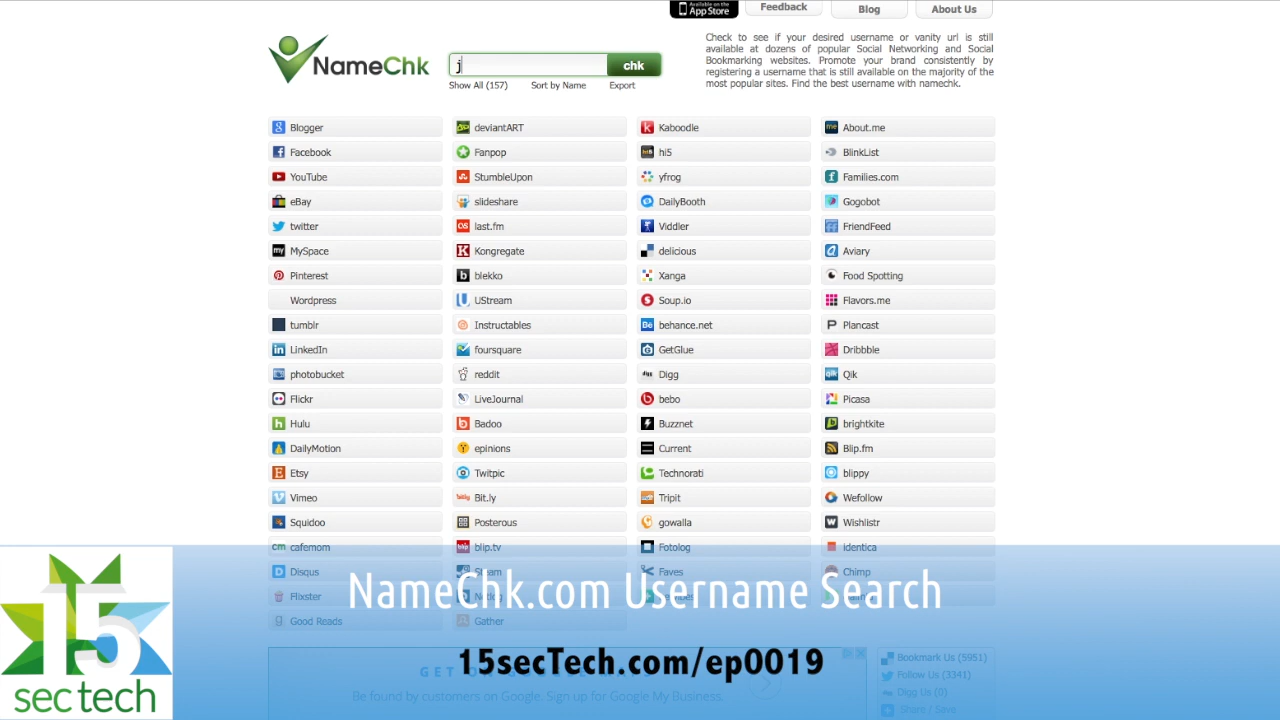 Available on the
App Store
Feedback
Blog
About Us
NameChk
j
chk
Show All (157)
Sort by Name
Export
Check to see if your desired username or vanity url is still
available at dozens of popular Social Networking and Social
Bookmarking websites. Promote your brand consistently by
registering a username that is still available on the majority of the
most popular sites. Find the best username with namechk.
Blogger
deviantART
Kaboodle
About.me
Facebook
Fanpop
hi5
BlinkList
YouTube
StumbleUpon
yfrog
Families.com
eBay
slideshare
DailyBooth
Gogobot
twitter
last.fm
Viddler
FriendFeed
MySpace
Kongregate
delicious
Aviary
Pinterest
blekko
Xanga
Food Spotting
Wordpress
UStream
Soup.io
Flavors.me
tumblr
Instructables
behance.net
Plancast
LinkedIn
foursquare
GetGlue
Dribbble
photobucket
reddit
Digg
Qik
Flickr
LiveJournal
bebo
Picasa
Hulu
Badoo
Buzznet
brightkite
DailyMotion
epinions
Current
Blip.fm
Etsy
Twitpic
Technorati
blippy
Vimeo
Bit.ly
Tripit
Wefollow
Squidoo
Posterous
gowalla
Wishlistr
cafemom
blip.tv
Fotolog
identica
Disqus
Steam
Faves
Chimp
Flixster
Good Reads
Gather
NameChk.com Username Search
15secTech.com/ep0019
15
sec tech
Be found by customers on Google. Sign up for Google My Business.
Bookmark Us (5951)
Follow Us (3341)
Digg Us (0)
Share / Save